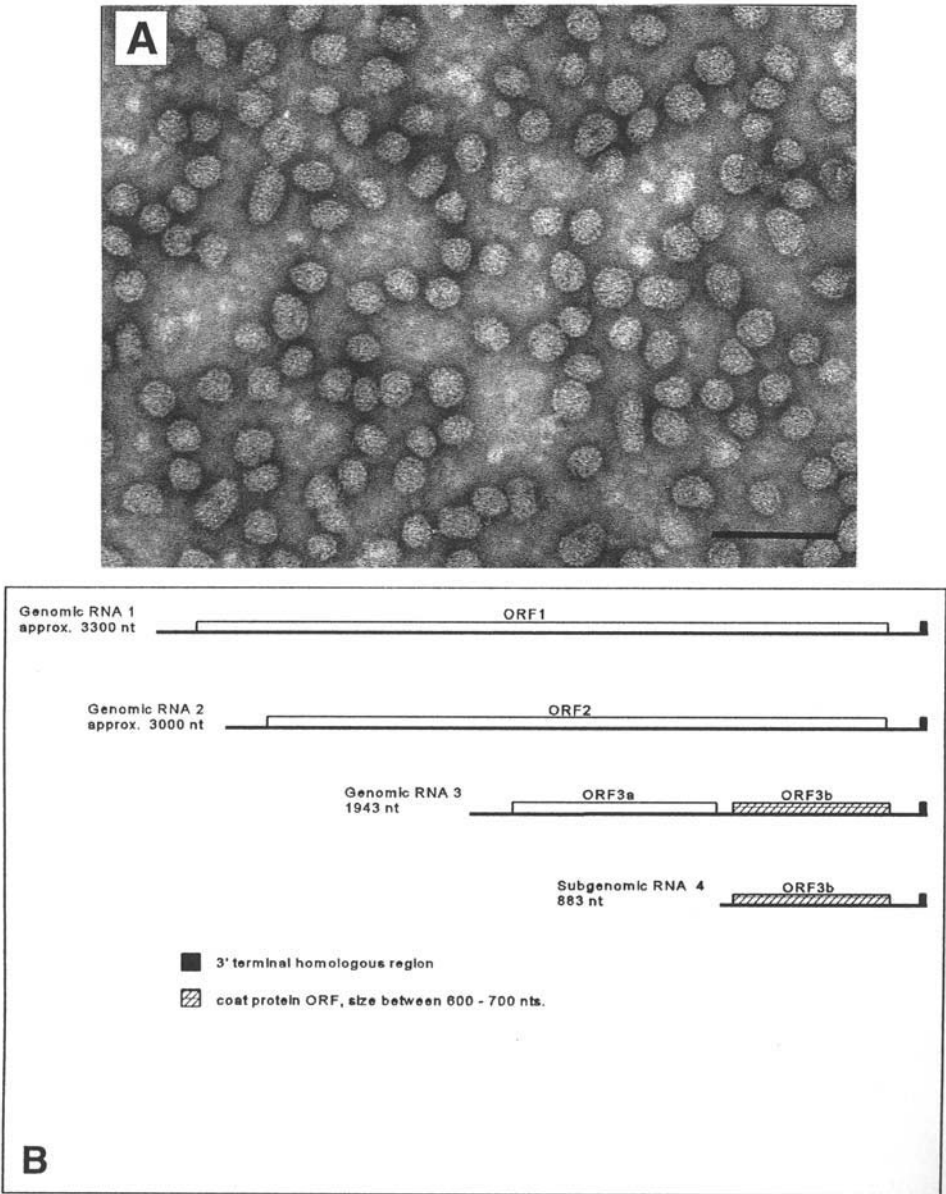 A
Genomic RNA 1
approx. 3300 nt
ORF1
Genomic RNA 2
approx. 3000 nt
ORF2
Genomic RNA 3
1943 nt
ORF3a
ORF3b
Subgenomic RNA 4
883 nt
ORF3b
3' terminal homologous region
coat protein ORF, size between 600 - 700 nts.
B